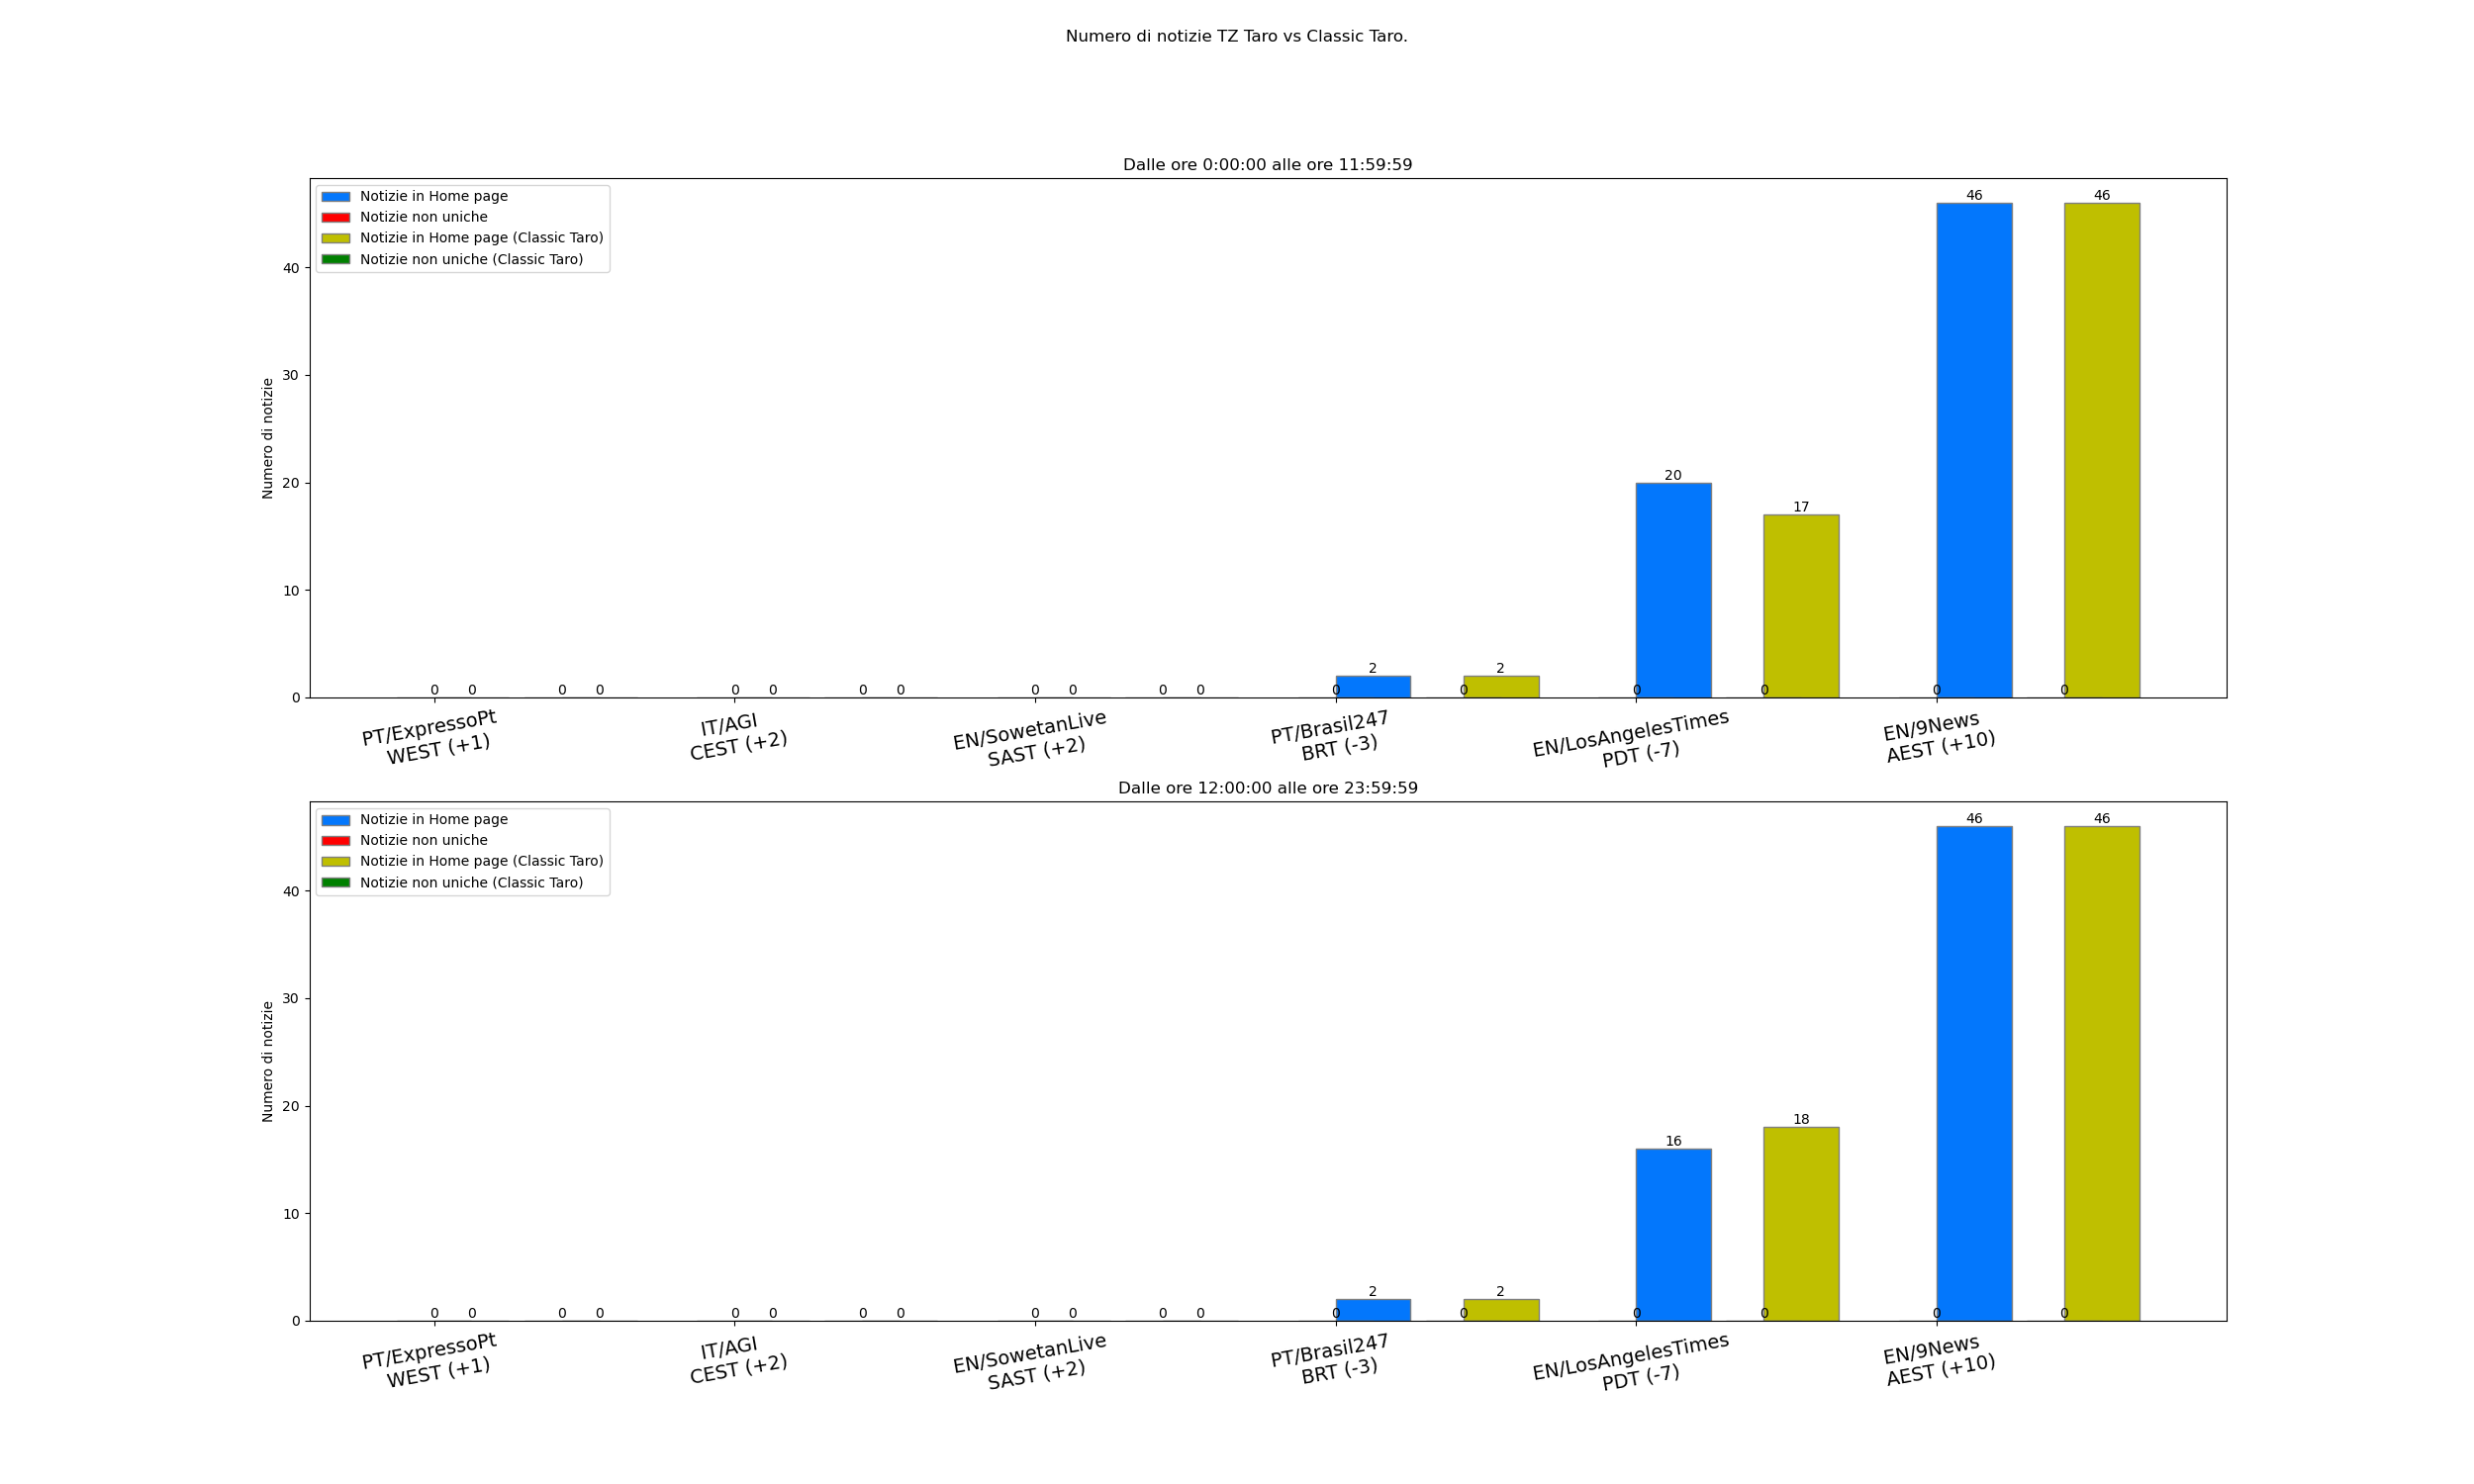 Numero di notizie TZ Taro vs Classic Taro.
Dalle ore 0:00:00 alle ore 11:59:59
Notizie in Home page
Notizie non uniche
Notizie in Home page (Classic Taro)
Notizie non uniche (Classic Taro)
Numero di notizie
40
30
20
10
0
46 46
20
17
2 2
0 0 0 0 0 0 0 0 0 0 0 0 0 0 0 0 0 0
PT/ExpressoPt
WEST (+1)
IT/AGI
CEST (+2)
EN/SowetanLive
SAST (+2)
PT/Brasil247
BRT (-3)
EN/LosAngelesTimes
PDT (-7)
EN/9News
AEST (+10)
Dalle ore 12:00:00 alle ore 23:59:59
Notizie in Home page
Notizie non uniche
Notizie in Home page (Classic Taro)
Notizie non uniche (Classic Taro)
Numero di notizie
40
30
20
10
0
46 46
18
16
2 2
0 0 0 0 0 0 0 0 0 0 0 0 0 0 0 0 0 0
PT/ExpressoPt
WEST (+1)
IT/AGI
CEST (+2)
EN/SowetanLive
SAST (+2)
PT/Brasil247
BRT (-3)
EN/LosAngelesTimes
PDT (-7)
EN/9News
AEST (+10)